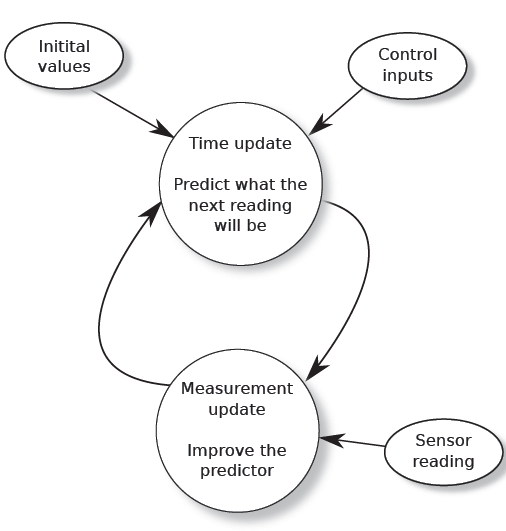 Initital
values
Control
inputs
Time update
Predict what the
next reading
will be
Measurement
update
Improve the
predictor
Sensor
reading